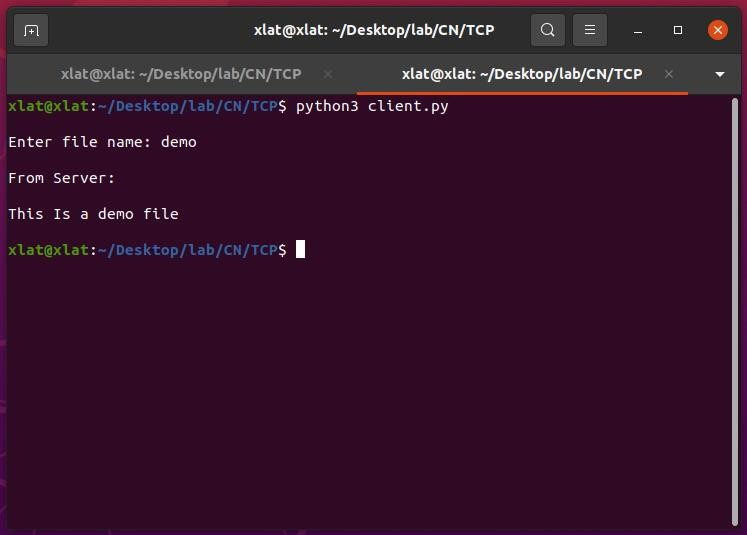 xlat@xlat: ~/Desktop/lab/CN/TCP
xlat@xlat: ~/Desktop/lab/CN/TCP
xlat@xlat: ~/Desktop/lab/CN/TCP
xlat@xlat:~/Desktop/lab/CN/TCP$ python3 client.py
Enter file name: demo
From Server:
This Is a demo file
xlat@xlat:~/Desktop/lab/CN/TCP$